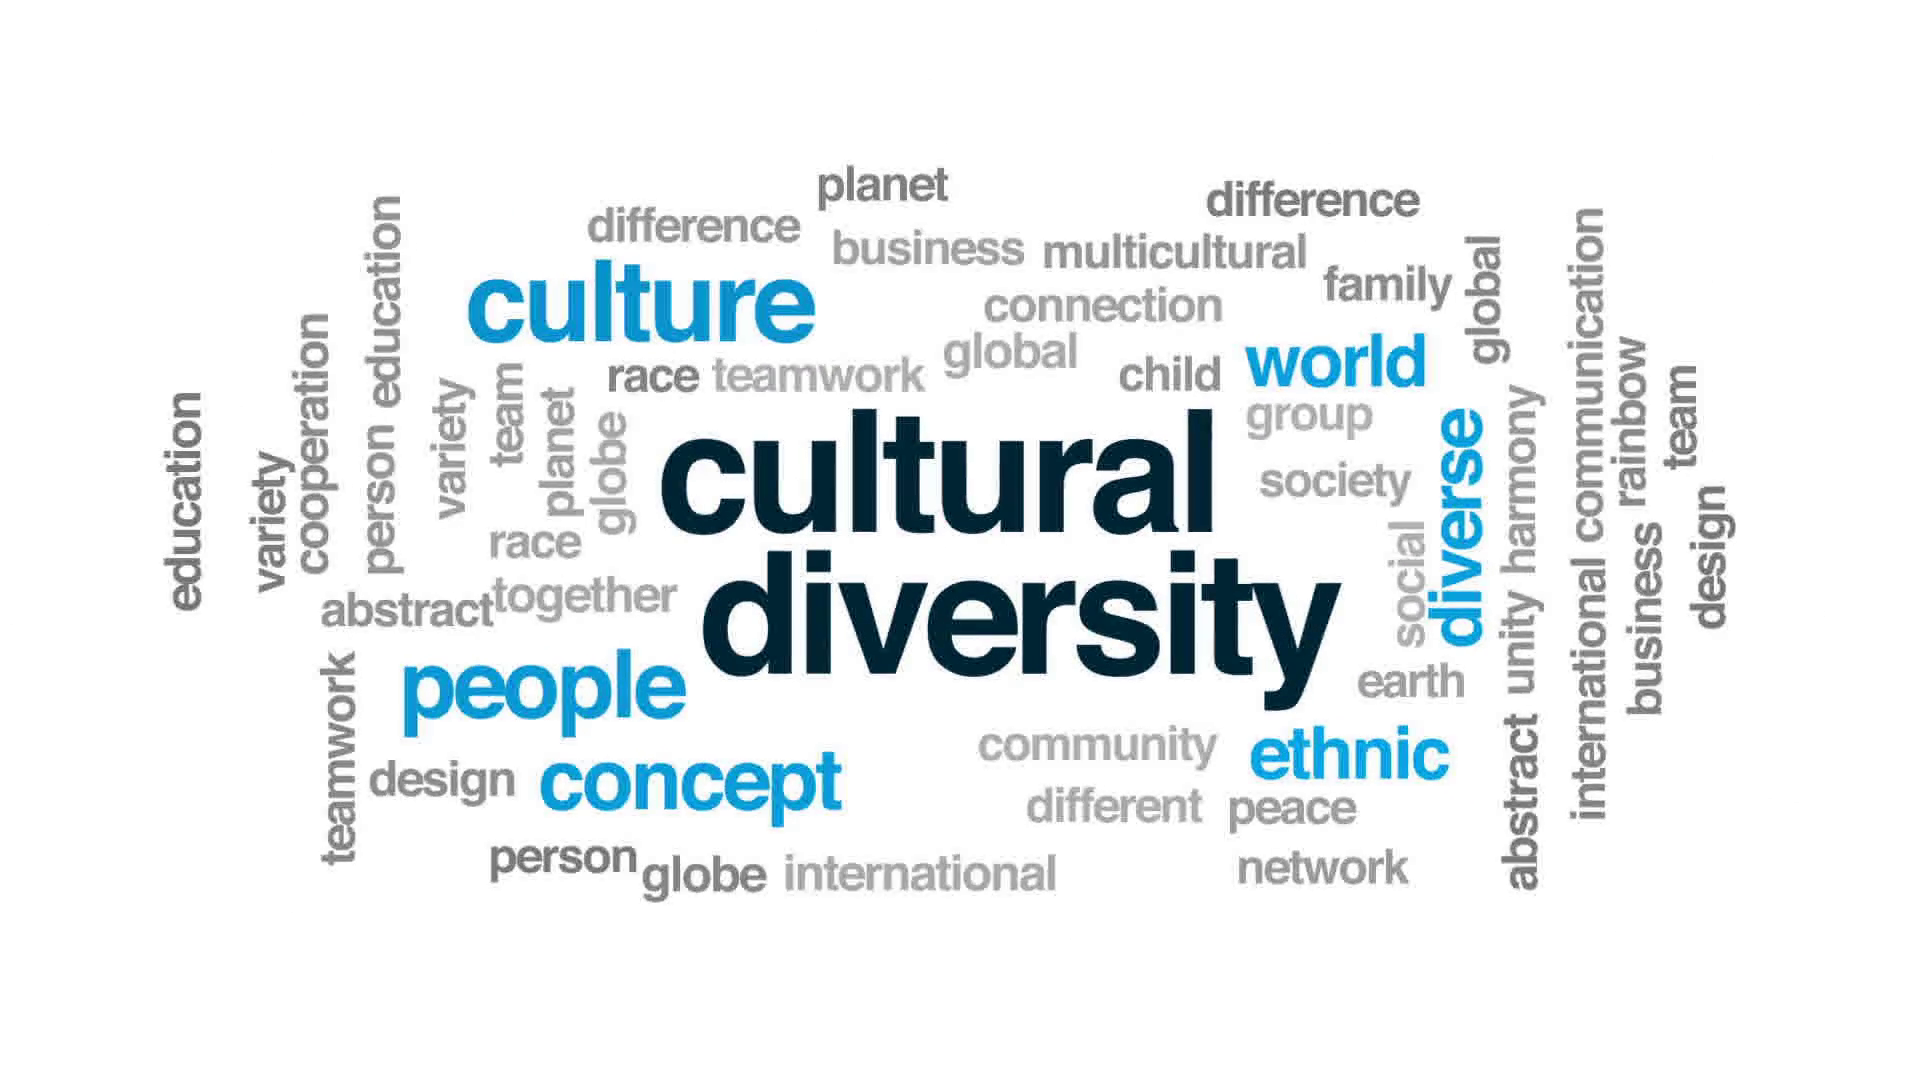 planet
difference
difference
business
multicultural
culture
family
connection
global
race
teamwork
global
child
world
group
cultural
diversity
society
diverse
social
education
variety
cooperation
person
education
variety
team
planet
globe
race
together
abstract
people
teamwork
design
concept
person
globe
international
community
ethnic
different
peace
network
earth
harmony
unity
abstract
communication
international
rainbow
business
team
design